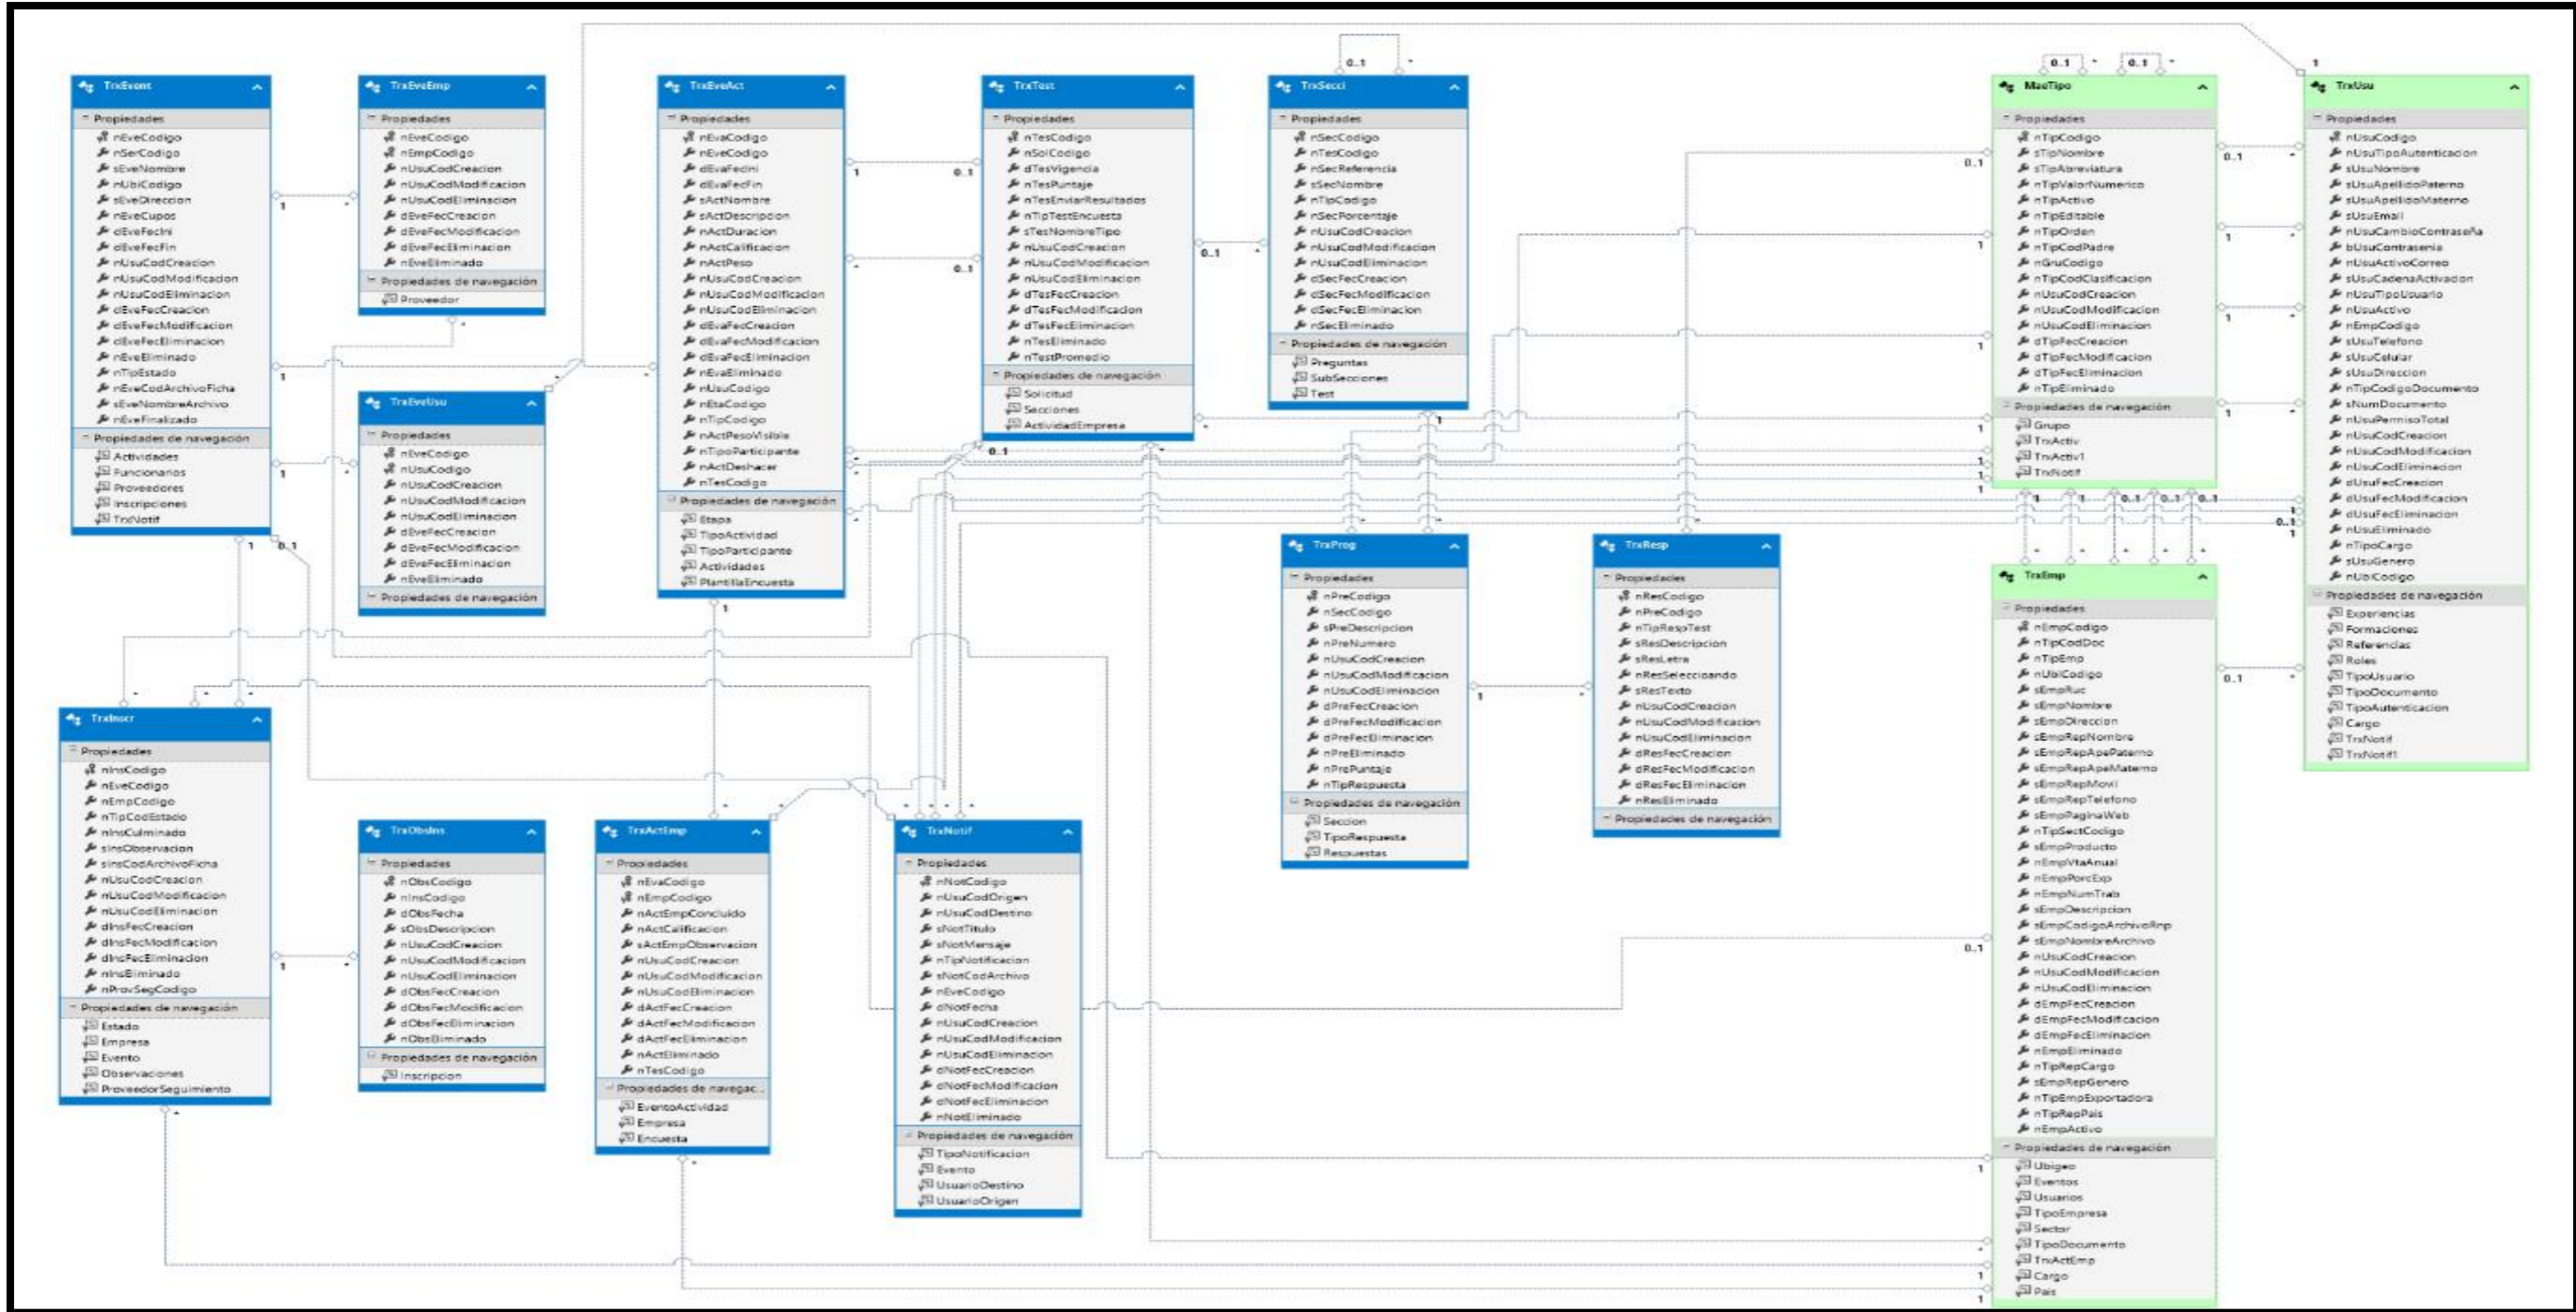 TrxEvent
Propiedades
nEveCodigo
nSerCodigo
sEveNombre
nUbiCodigo
sEveDireccion
nEveCupos
dEveFecIni
dEveFecFin
nUsuCodCreacion
nUsuCodModificacion
nUsuCodEliminacion
dEveFecCreacion
dEveFecModificacion
dEveFecEliminacion
nEveEliminado
nTipEstado
nEveCodArchivoFicha
sEveNombreArchivo
nEveFinalizado
Propiedades de navegación
Actividades
Funcionarios
Proveedores
Inscripciones
TrxNotif
TrxEveEmp
Propiedades
nEveCodigo
nEmpCodigo
nUsuCodCreacion
nUsuCodModificacion
nUsuCodEliminacion
dEveFecCreacion
dEveFecModificacion
dEveFecEliminacion
nEveEliminado
Propiedades de navegación
Proveedor
TrxEveUsu
Propiedades
nEveCodigo
nUsuCodigo
nUsuCodCreacion
nUsuCodModificacion
nUsuCodEliminacion
dEveFecCreacion
dEveFecModificacion
dEveFecEliminacion
nEveEliminado
Propiedades de navegación
TrxEveAct
Propiedades
nEvaCodigo
nEveCodigo
dEvaFecIni
dEvaFecFin
sActNombre
sActDescripcion
nActDuracion
nActCalificacion
nActPeso
nUsuCodCreacion
nUsuCodModificacion
nUsuCodEliminacion
dEvaFecCreacion
dEvaFecModificacion
dEvaFecEliminacion
nEvaEliminado
nUsuCodigo
nEtaCodigo
nTipCodigo
nActPesoVisible
nTipoParticipante
nActDeshacer
nTesCodigo
Propiedades de navegación
Etapa
TipoActividad
TipoParticipante
Actividades
PlantillaEncuesta
TrxTest
Propiedades
nTesCodigo
nSolCodigo
dTesVigencia
nTesPuntaje
nTesEnviarResultados
nTipTestEncuesta
sTesNombreTipo
nUsuCodCreacion
nUsuCodModificacion
nUsuCodEliminacion
dTesFecCreacion
dTesFecModificacion
dTesFecEliminacion
nTesEliminado
nTestPromedio
Propiedades de navegación
Solicitud
Secciones
ActividadEmpresa
TrxSecci
Propiedades
nSecCodigo
nTesCodigo
nSecReferencia
sSecNombre
nTipCodigo
nSecPorcentaje
nUsuCodCreacion
nUsuCodModificacion
nUsuCodEliminacion
dSecFecCreacion
dSecFecModificacion
dSecFecEliminacion
nSecEliminado
Propiedades de navegación
Preguntas
SubSecciones
Test
MaeTipo
Propiedades
nTipCodigo
sTipNombre
sTipAbreviatura
nTipValorNumerico
nTipActivo
nTipEditable
nTipOrden
nTipCodPadre
nGruCodigo
nTipCodClasificacion
nUsuCodCreacion
nUsuCodModificacion
nUsuCodEliminacion
dTipFecCreacion
dTipFecModificacion
dTipFecEliminacion
nTipEliminado
Propiedades de navegación
Grupo
TrxActiv
TrxActiv1
TrxNotif
TrxUsu
Propiedades
nUsuCodigo
nUsuTipoAutenticacion
sUsuNombre
sUsuApellidoPaterno
sUsuApellidoMaterno
sUsuEmail
nUsuCambioContraseña
bUsuContrasenia
nUsuActivoCorreo
sUsuCadenaActivacion
nUsuTipoUsuario
nUsuActivo
nEmpCodigo
sUsuTelefono
sUsuCelular
sUsuDireccion
nTipCodigoDocumento
sNumDocumento
nUsuPermisoTotal
nUsuCodCreacion
nUsuCodModificacion
nUsuCodEliminacion
dUsuFecCreacion
dUsuFecModificacion
dUsuFecEliminacion
nUsuEliminado
nTipoCargo
sUsuGenero
nUbiCodigo
Propiedades de navegación
Experiencias
Formaciones
Referencias
Roles
TipoUsuario
TipoDocumento
TipoAutenticacion
Cargo
TrxNotif
TrxNotif1
TrxInscr
Propiedades
nInsCodigo
nEveCodigo
nEmpCodigo
nTipCodEstado
nInsCulminado
sInsObservacion
sInsCodArchivoFicha
nUsuCodCreacion
nUsuCodModificacion
nUsuCodEliminacion
dInsFecCreacion
dInsFecModificacion
dInsFecEliminacion
nInsEliminado
nProvSegCodigo
Propiedades de navegación
Estado
Empresa
Evento
Observaciones
ProveedorSeguimiento
TrxObsIns
Propiedades
nObsCodigo
nInsCodigo
dObsFecha
sObsDescripcion
nUsuCodCreacion
nUsuCodModificacion
nUsuCodEliminacion
dObsFecCreacion
dObsFecModificacion
dObsFecEliminacion
nObsEliminado
Propiedades de navegación
Inscripcion
TrxActEmp
Propiedades
nEvaCodigo
nEmpCodigo
nActEmpConcluido
nActCalificacion
sActEmpObservacion
nUsuCodCreacion
nUsuCodModificacion
nUsuCodEliminacion
dActFecCreacion
dActFecModificacion
dActFecEliminacion
nActEliminado
nTesCodigo
Propiedades de navegac...
EventoActividad
Empresa
Encuesta
TrxNotif
Propiedades
nNotCodigo
nUsuCodOrigen
nUsuCodDestino
sNotTitulo
sNotMensaje
nTipNotificacion
sNotCodArchivo
nEveCodigo
dNotFecha
nUsuCodCreacion
nUsuCodModificacion
nUsuCodEliminacion
dNotFecCreacion
dNotFecModificacion
dNotFecEliminacion
nNotEliminado
Propiedades de navegación
TipoNotificacion
Evento
UsuarioDestino
UsuarioOrigen
TrxPreg
Propiedades
nPreCodigo
nSecCodigo
sPreDescripcion
nPreNumero
nUsuCodCreacion
nUsuCodModificacion
nUsuCodEliminacion
dPreFecCreacion
dPreFecModificacion
dPreFecEliminacion
nPreEliminado
nPrePuntaje
nTipRespuesta
Propiedades de navegación
Seccion
TipoRespuesta
Respuestas
TrxResp
Propiedades
nResCodigo
nPreCodigo
nTipRespTest
sResDescripcion
sResLetra
nResSeleccioando
sResTexto
nUsuCodCreacion
nUsuCodModificacion
nUsuCodEliminacion
dResFecCreacion
dResFecModificacion
dResFecEliminacion
nResEliminado
Propiedades de navegación
TrxEmp
Propiedades
nEmpCodigo
nTipCodDoc
nTipEmp
nUbiCodigo
sEmpRuc
sEmpNombre
sEmpDireccion
sEmpRepNombre
sEmpRepApePaterno
sEmpRepApeMaterno
sEmpRepMovil
sEmpRepTelefono
sEmpPaginaWeb
nTipSectCodigo
sEmpProducto
nEmpVtaAnual
nEmpPorcExp
nEmpNumTrab
sEmpDescripcion
sEmpCodigoArchivoRnp
sEmpNombreArchivo
nUsuCodCreacion
nUsuCodModificacion
nUsuCodEliminacion
dEmpFecCreacion
dEmpFecModificacion
dEmpFecEliminacion
nEmpEliminado
nTipRepCargo
sEmpRepGenero
nTipEmpExportadora
nTipRepPais
nEmpActivo
Propiedades de navegación
Ubigeo
Eventos
Usuarios
TipoEmpresa
Sector
TipoDocumento
TrxActEmp
Cargo
Pais